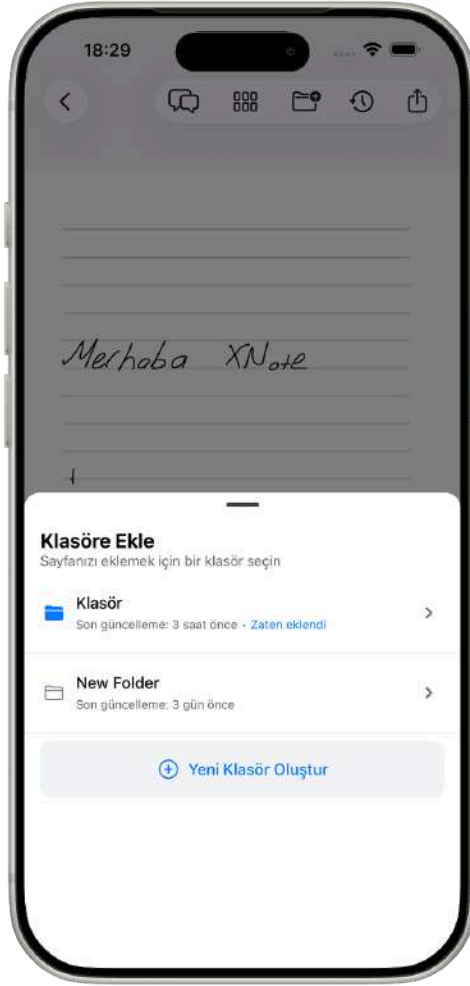 18:29
Merhaba XNote
Klasöre Ekle
Sayfanızı eklemek için bir klasör seçin
Klasör
Son güncelleme: 3 saat önce • Zaten eklendi
New Folder
Son güncelleme: 3 gün önce
Yeni Klasör Oluştur